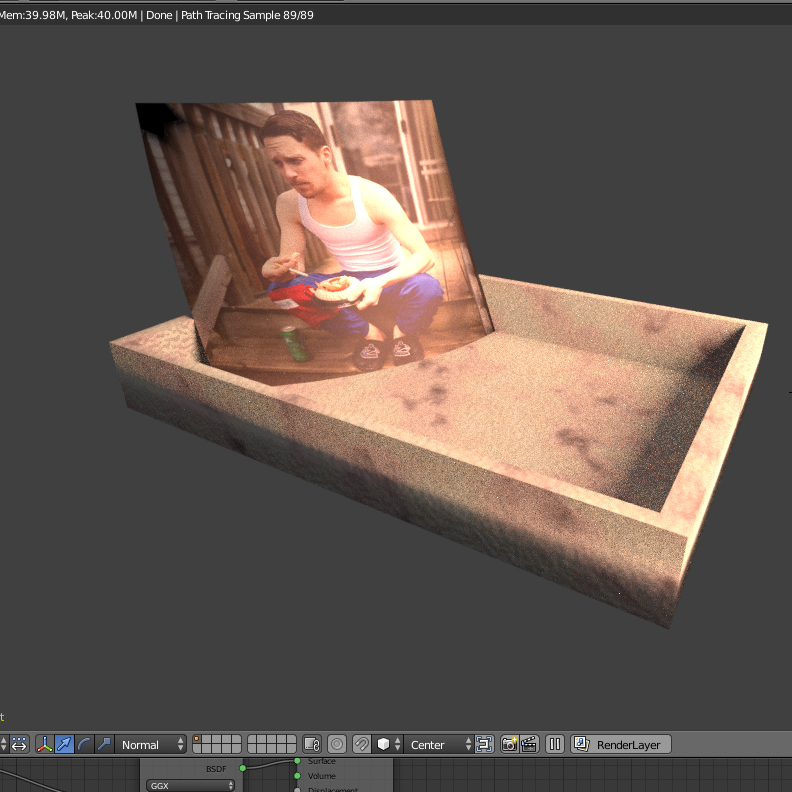 Mem:39.98M, Peak:40.00M | Done | Path Tracing Sample 89/89
t
Normal
Center
RenderLayer
BSDF
Surface
GGX
Volume
Displacement